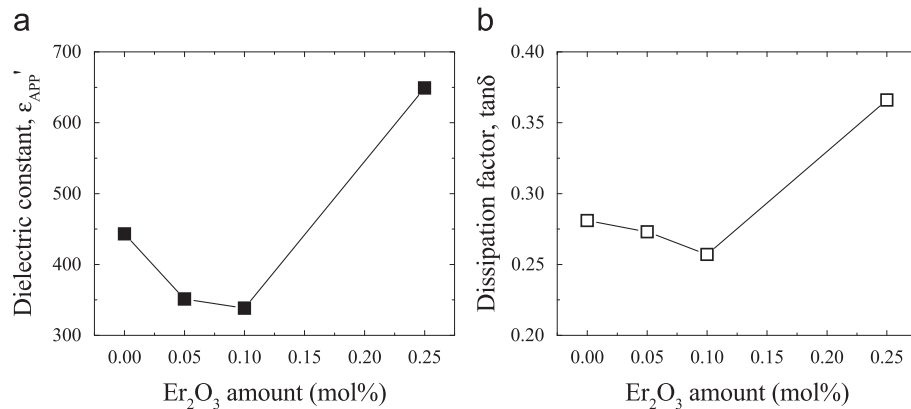 a
700
600
500
400
300
Dielectric constant, ε_APP'
0.00 0.05 0.10 0.15 0.20 0.25
Er₂O₃ amount (mol%)
b
0.40
0.35
0.30
0.25
0.20
Dissipation factor, tanδ
0.00 0.05 0.10 0.15 0.20 0.25
Er₂O₃ amount (mol%)